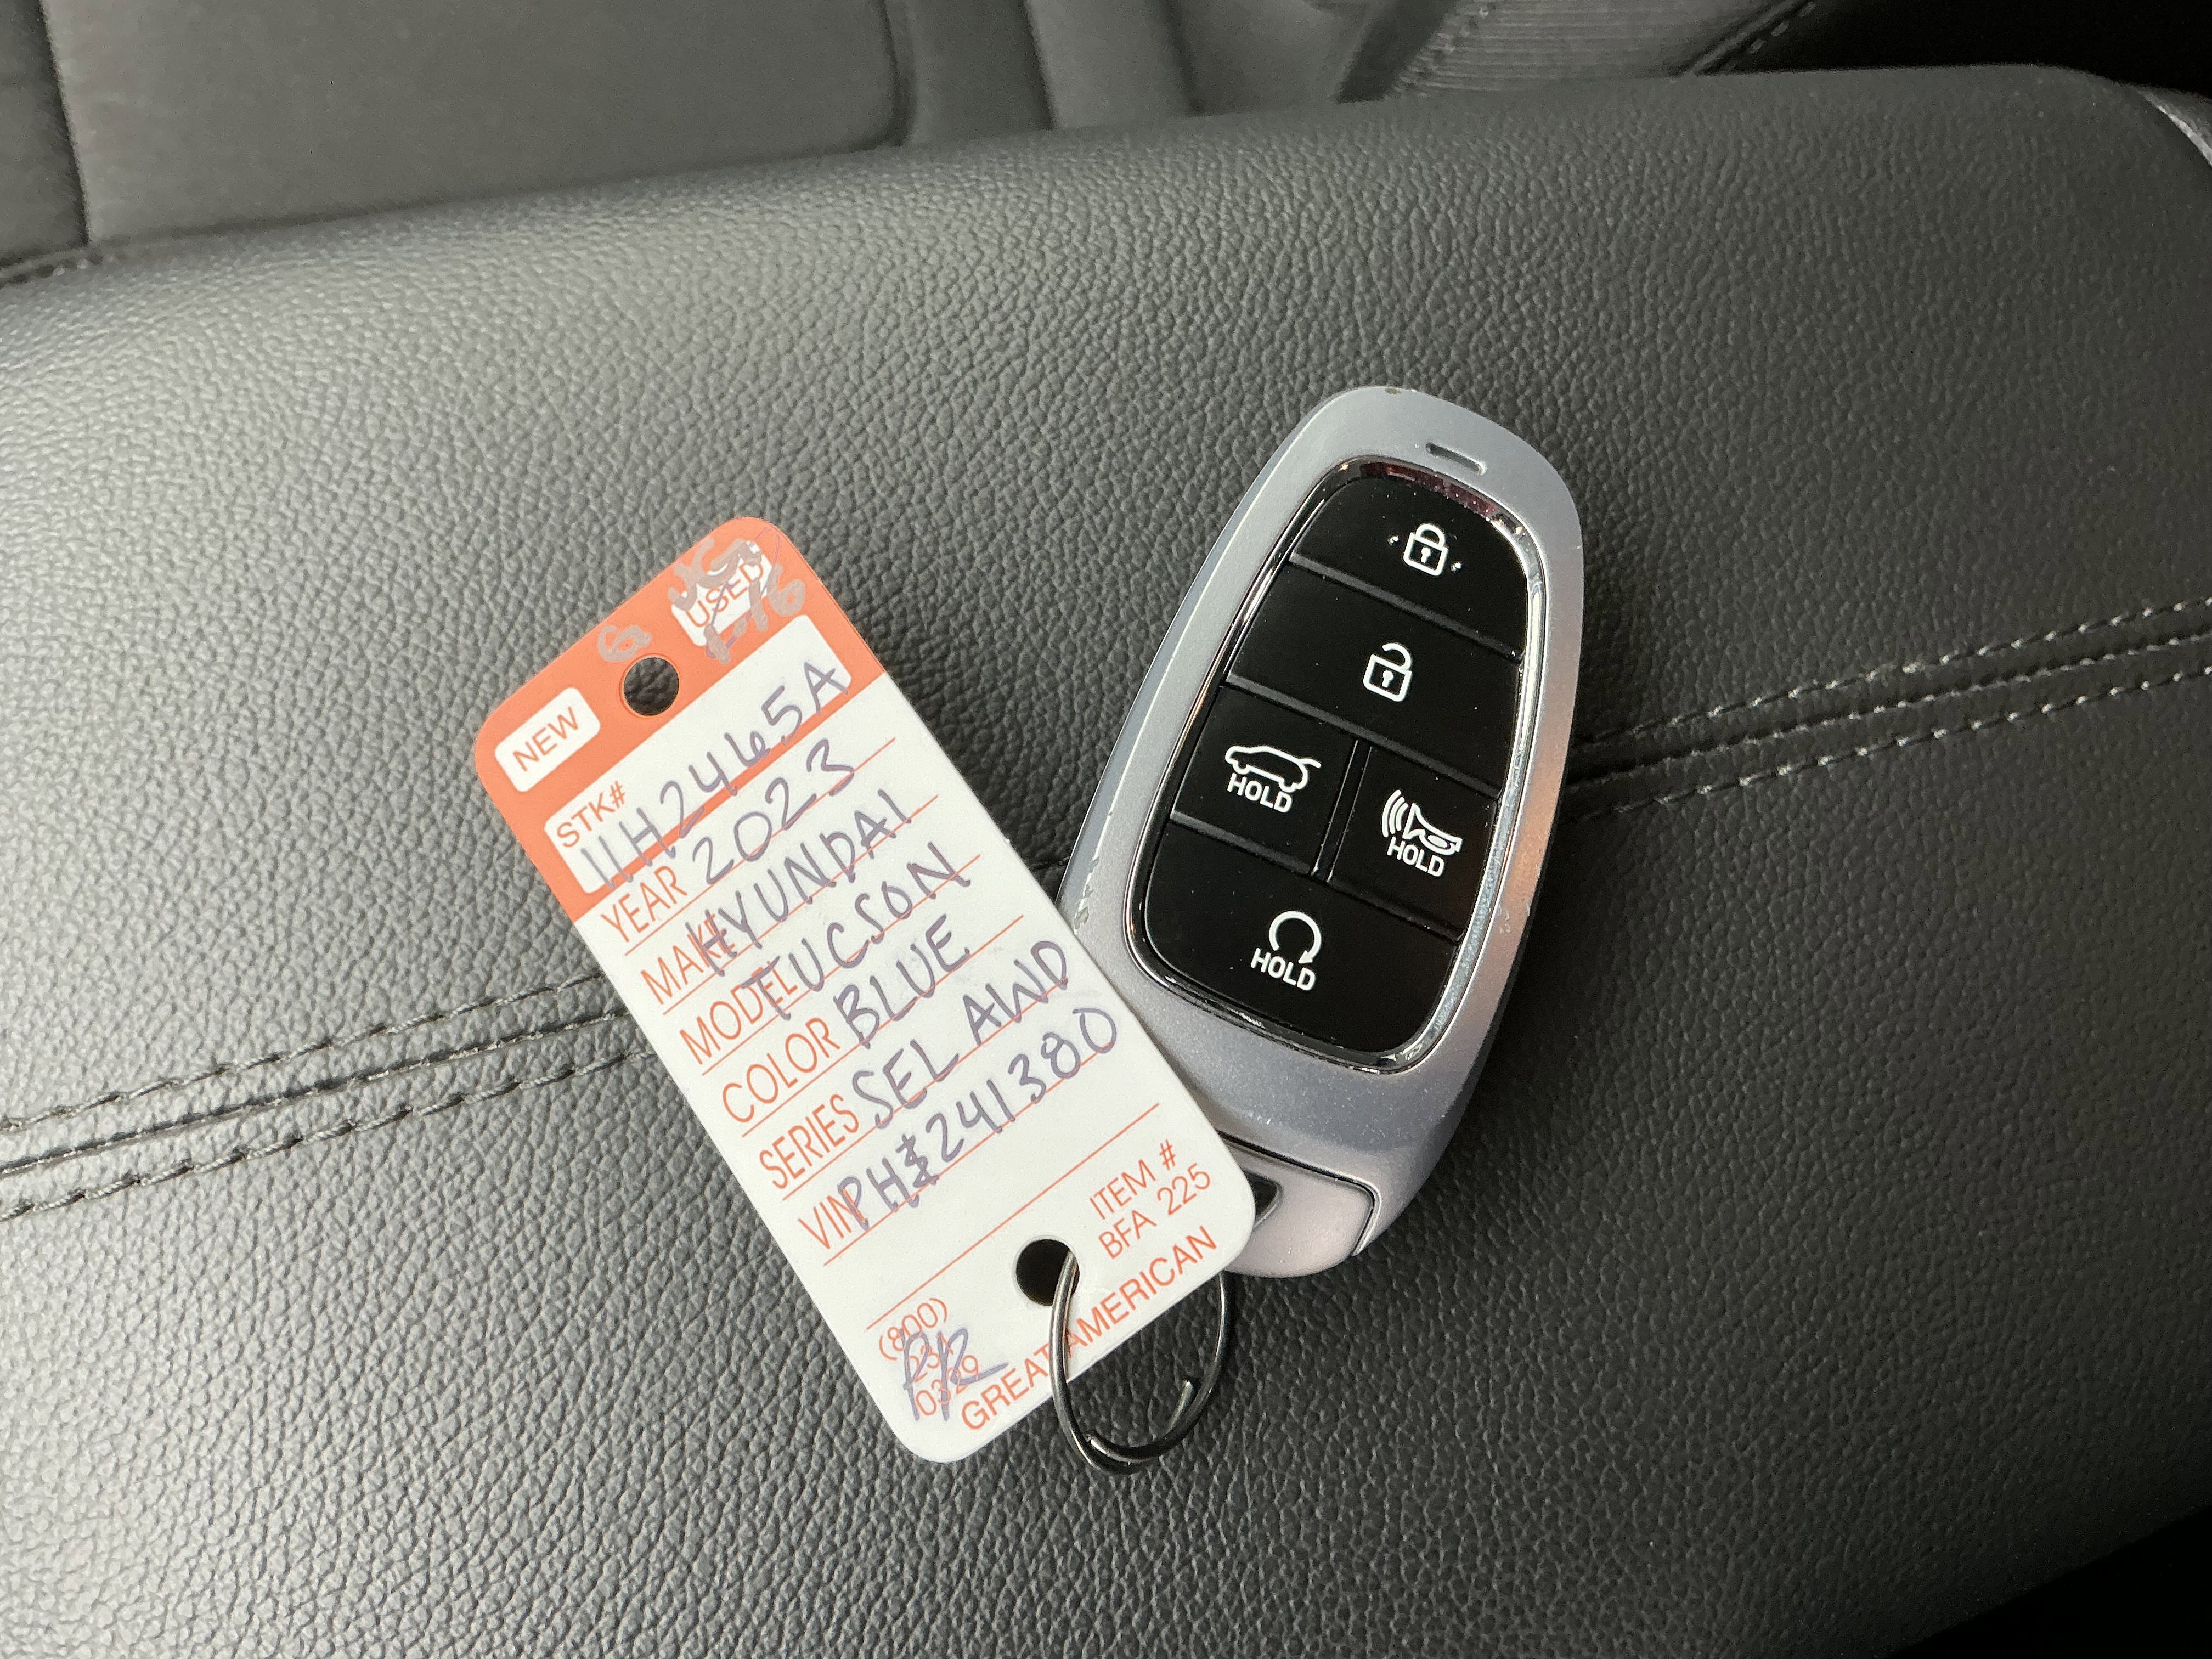 NEW
USED
STK#
11H2465A
YEAR 2023
MAKE HYUNDAI
MODEL TUCSON
COLOR BLUE
SERIES SEL AWD
VIN PH241380
ITEM #
BFA 225
(800)
0329
GREAT AMERICAN
HOLD
HOLD
HOLD